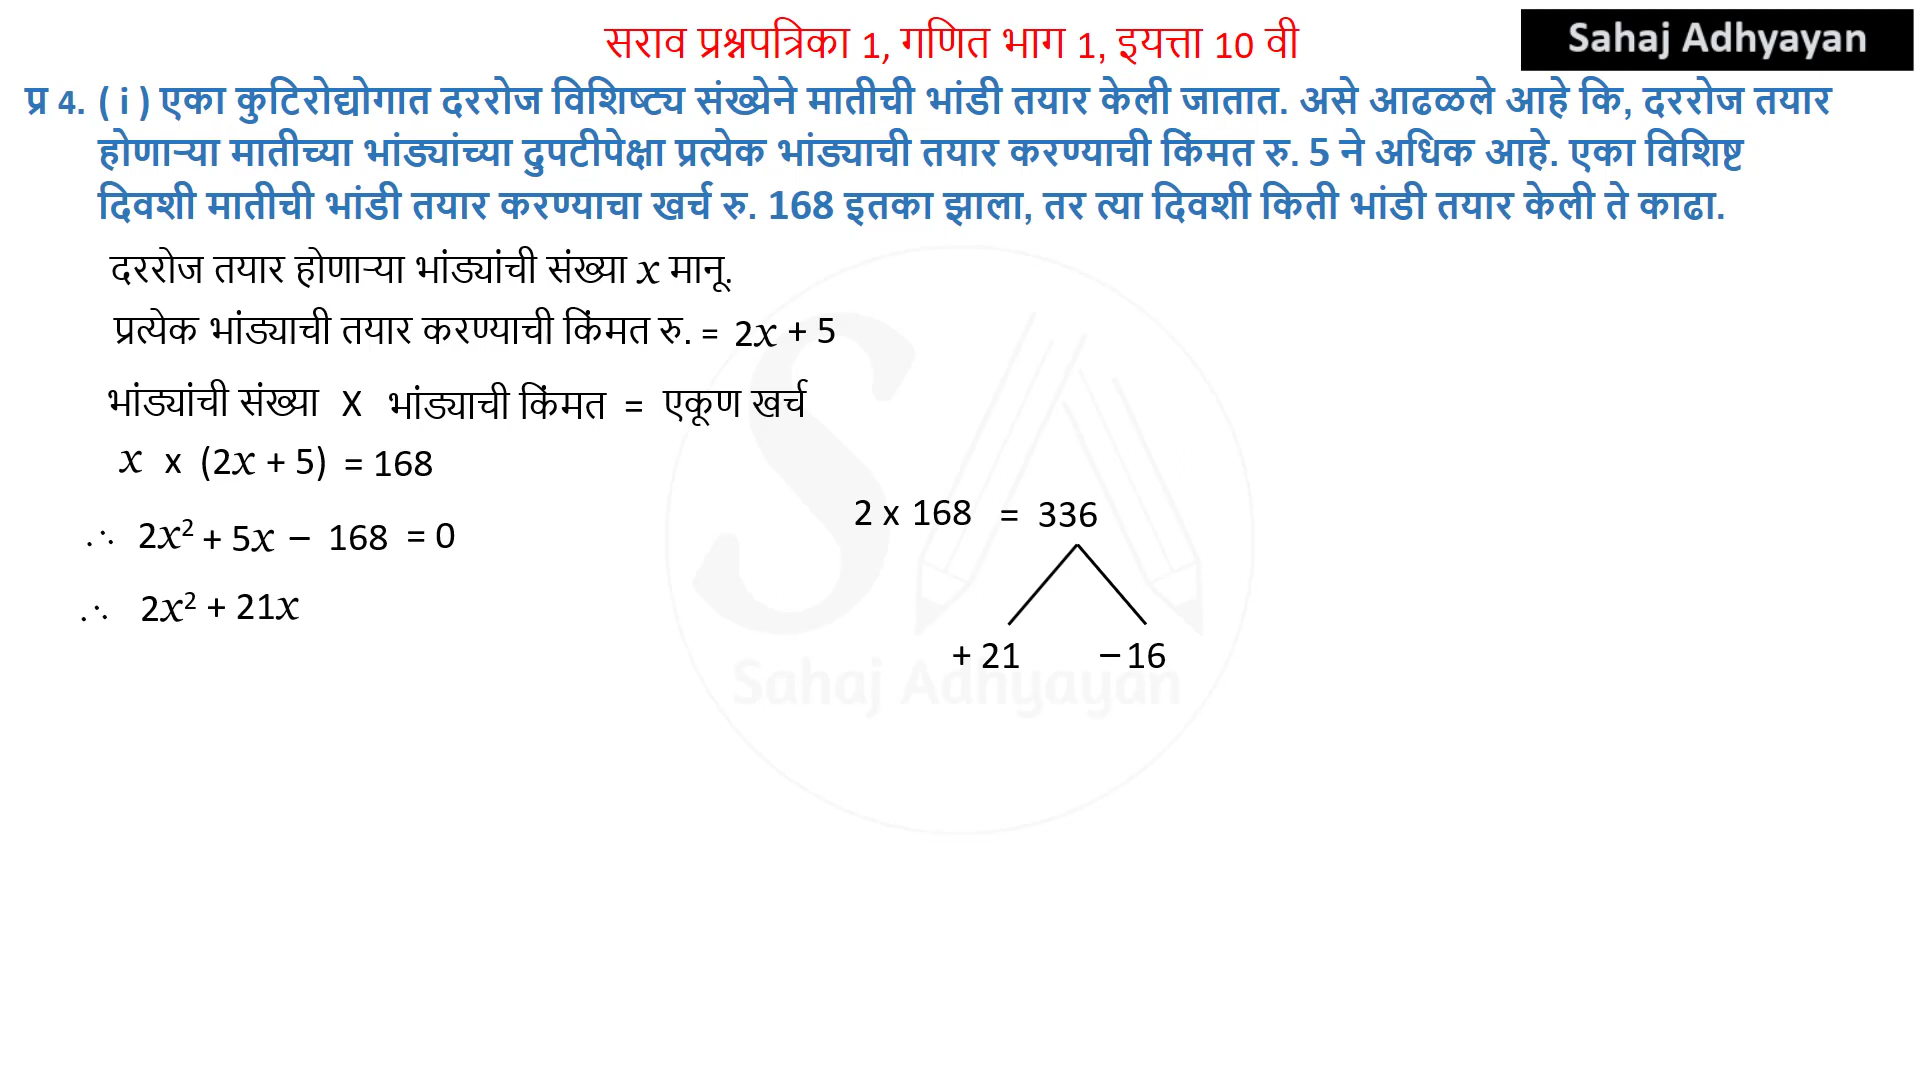 सराव प्रश्नपत्रिका 1, गणित भाग 1, इयत्ता 10 वी
Sahaj Adhyayan
प्र 4. ( i ) एका कुटिरोद्योगात दररोज विशिष्ट्य संख्येने मातीची भांडी तयार केली जातात. असे आढळले आहे कि, दररोज तयार
होणाऱ्या मातीच्या भांड्यांच्या दुपटीपेक्षा प्रत्येक भांड्याची तयार करण्याची किंमत रु. 5 ने अधिक आहे. एका विशिष्ट
दिवशी मातीची भांडी तयार करण्याचा खर्च रु. 168 इतका झाला, तर त्या दिवशी किती भांडी तयार केली ते काढा.
दररोज तयार होणाऱ्या भांड्यांची संख्या x मानू.
प्रत्येक भांड्याची तयार करण्याची किंमत रु. = 2x + 5
भांड्यांची संख्या X भांड्याची किंमत = एकूण खर्च
x x (2x + 5) = 168
∴ 2x² + 5x – 168 = 0
∴ 2x² + 21x
2 x 168 = 336
+ 21 – 16
Sahaj Adhyayan